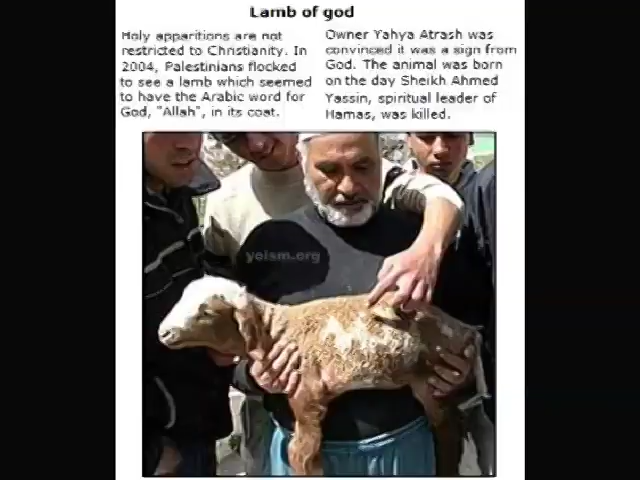 Lamb of god
Holy apparitions are not
restricted to Christianity. In
2004, Palestinians flocked
to see a lamb which seemed
to have the Arabic word for
God, "Allah", in its coat.
Owner Yahya Atrash was
convinced it was a sign from
God. The animal was born
on the day Sheikh Ahmed
Yassin, spiritual leader of
Hamas, was killed.
yoism.org